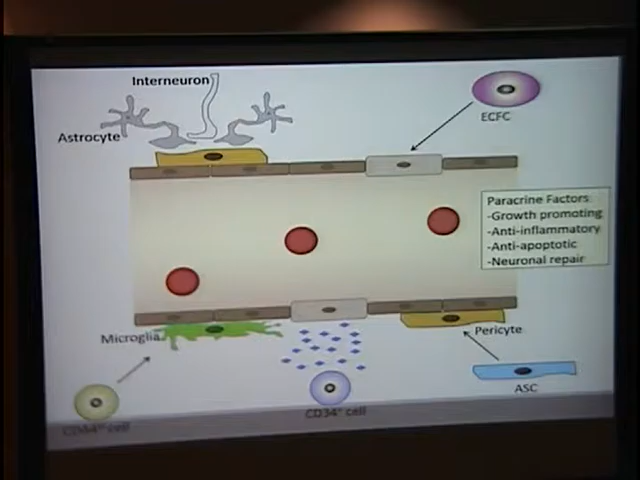 Interneuron
Astrocyte
ECFC
Paracrine Factors:
-Growth promoting
-Anti-inflammatory
-Anti-apoptotic
-Neuronal repair
Microglia
Pericyte
ASC
CD34⁺ cell
cell